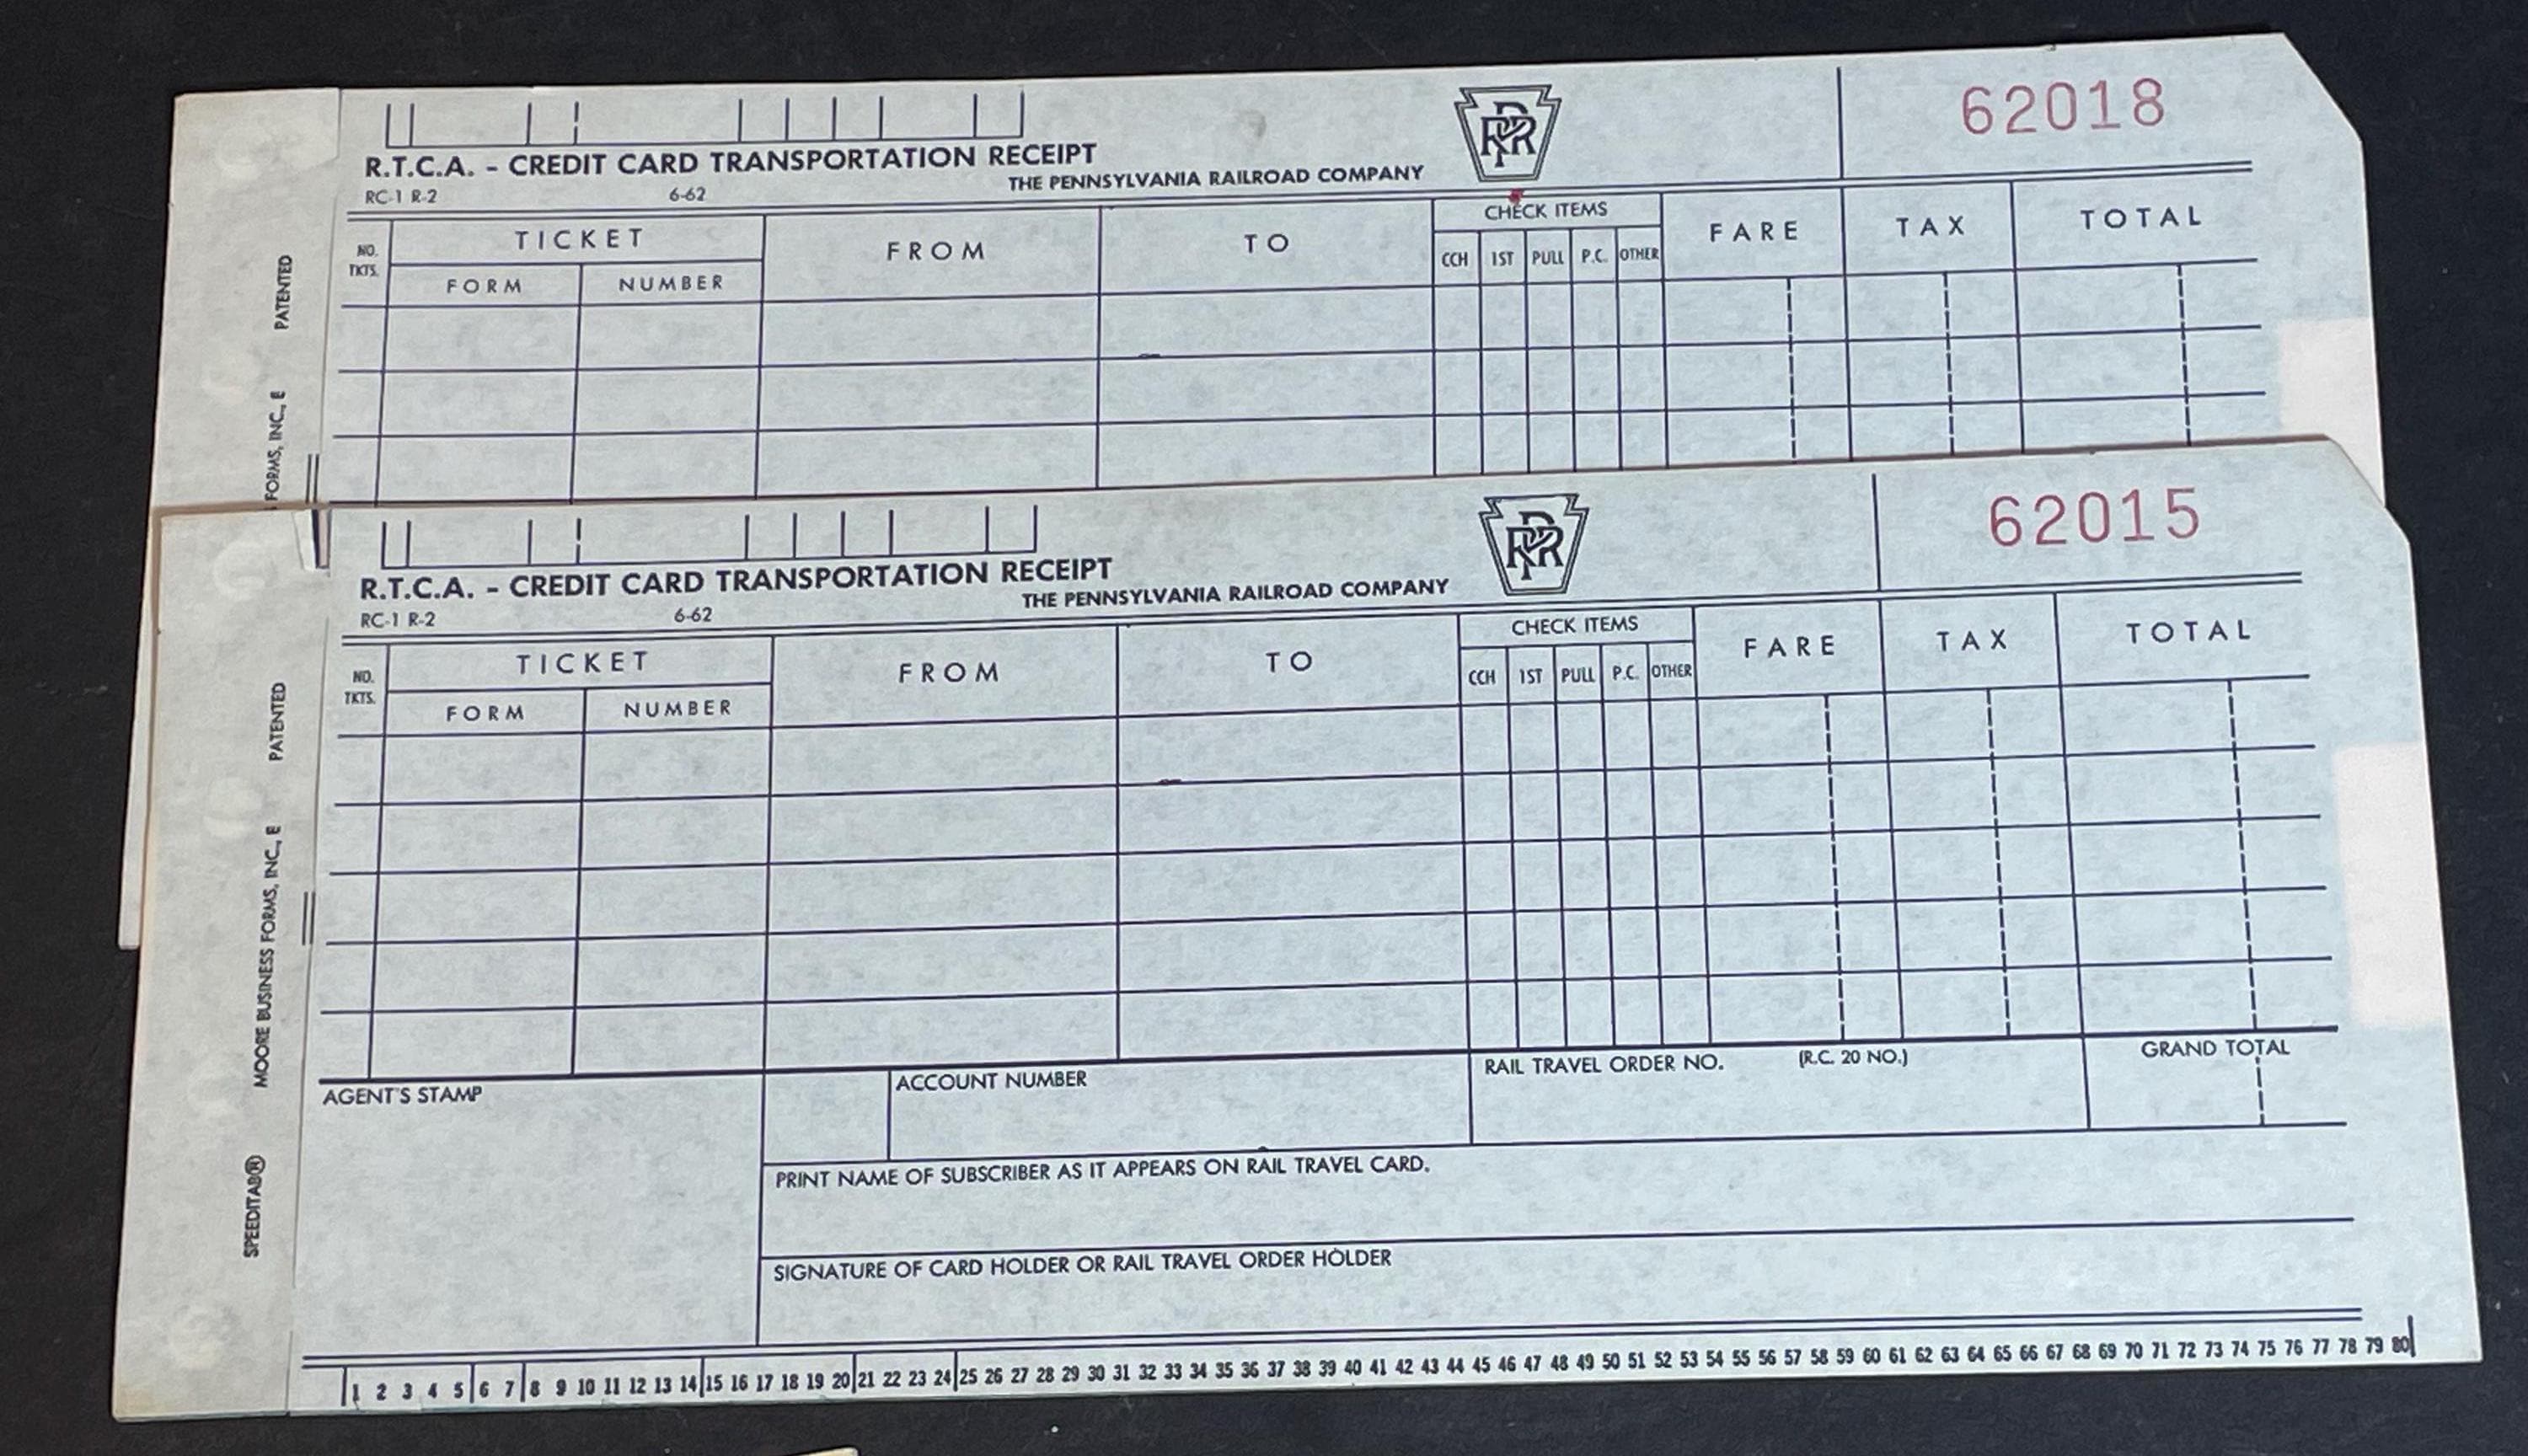 62018
R.T.C.A. - CREDIT CARD TRANSPORTATION RECEIPT
THE PENNSYLVANIA RAILROAD COMPANY
PRR
RC-1 R-2 6-62
CHECK ITEMS
NO. TKTS. TICKET FROM TO FARE TAX TOTAL
FORM NUMBER CCH 1ST PULL P.C. OTHER
FORMS, INC., E PATENTED
62015
R.T.C.A. - CREDIT CARD TRANSPORTATION RECEIPT
THE PENNSYLVANIA RAILROAD COMPANY
PRR
RC-1 R-2 6-62
CHECK ITEMS
NO. TKTS. TICKET FROM TO FARE TAX TOTAL
FORM NUMBER CCH 1ST PULL P.C. OTHER
SPEEDITAB® MOORE BUSINESS FORMS, INC., E PATENTED
AGENT'S STAMP ACCOUNT NUMBER RAIL TRAVEL ORDER NO. (R.C. 20 NO.) GRAND TOTAL
PRINT NAME OF SUBSCRIBER AS IT APPEARS ON RAIL TRAVEL CARD.
SIGNATURE OF CARD HOLDER OR RAIL TRAVEL ORDER HOLDER
1 2 3 4 5 6 7 8 9 10 11 12 13 14 15 16 17 18 19 20 21 22 23 24 25 26 27 28 29 30 31 32 33 34 35 36 37 38 39 40 41 42 43 44 45 46 47 48 49 50 51 52 53 54 55 56 57 58 59 60 61 62 63 64 65 66 67 68 69 70 71 72 73 74 75 76 77 78 79 80